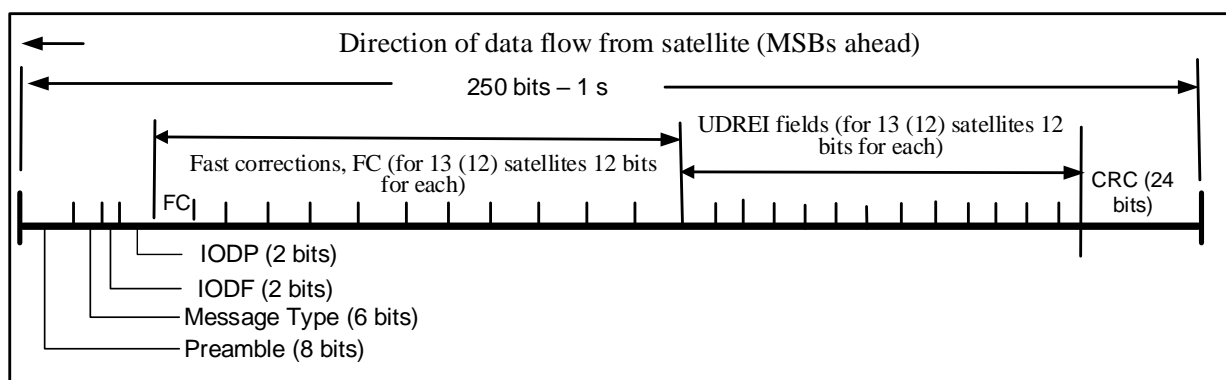 Direction of data flow from satellite (MSBs ahead)
250 bits – 1 s
UDREI fields (for 13 (12) satellites 12
bits for each)
Fast corrections, FC (for 13 (12) satellites 12 bits
for each)
FC
CRC (24
bits)
IODP (2 bits)
IODF (2 bits)
Message Type (6 bits)
Preamble (8 bits)